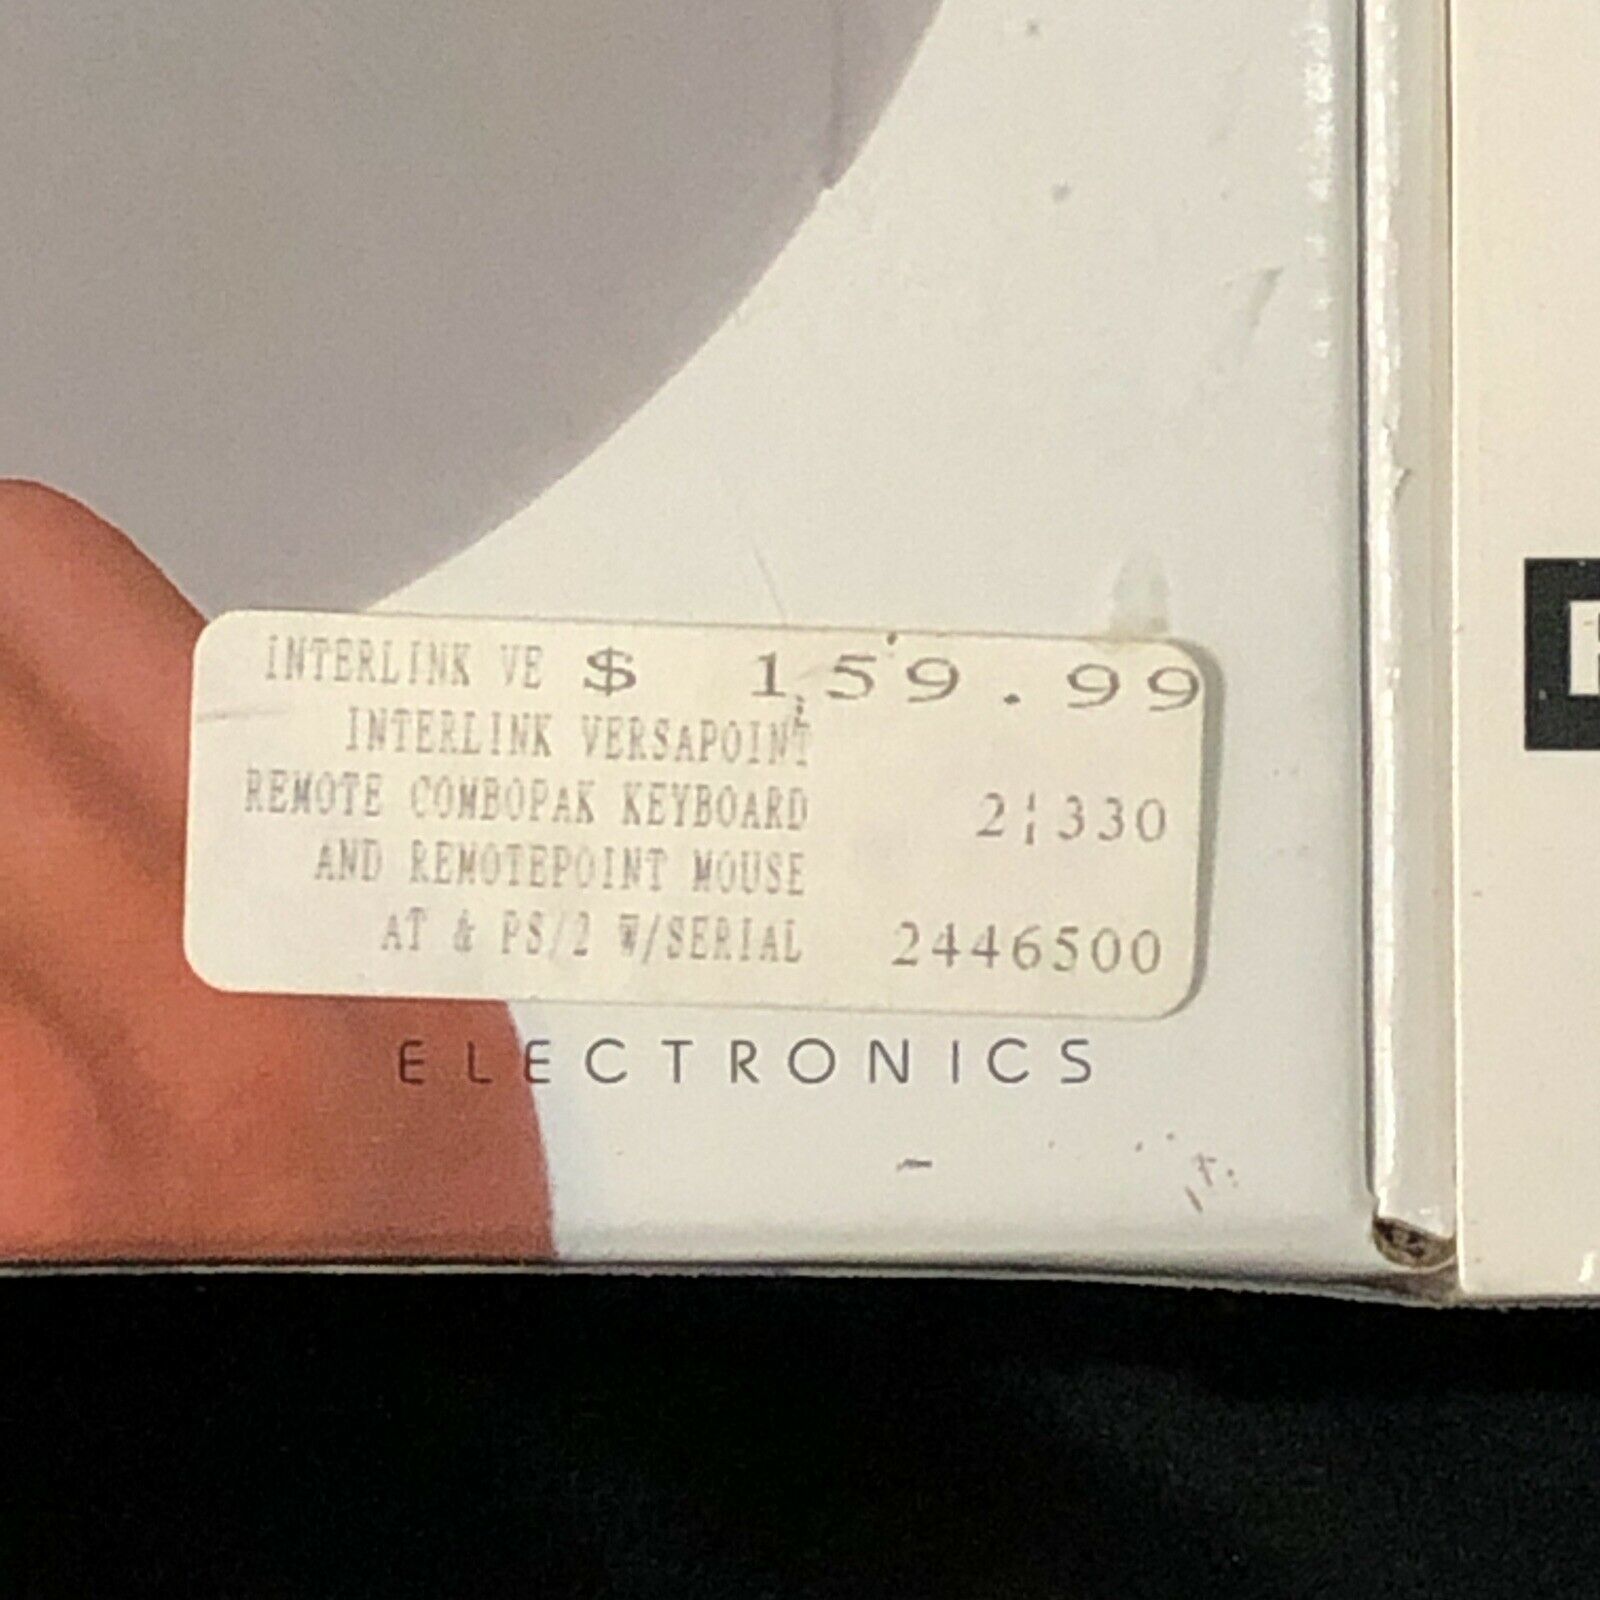 INTERLINK VE $ 159.99
INTERLINK VERSAPOINT
REMOTE COMBOPAK KEYBOARD 2¦330
AND REMOTEPOINT MOUSE
AT & PS/2 W/SERIAL 2446500
ELECTRONICS